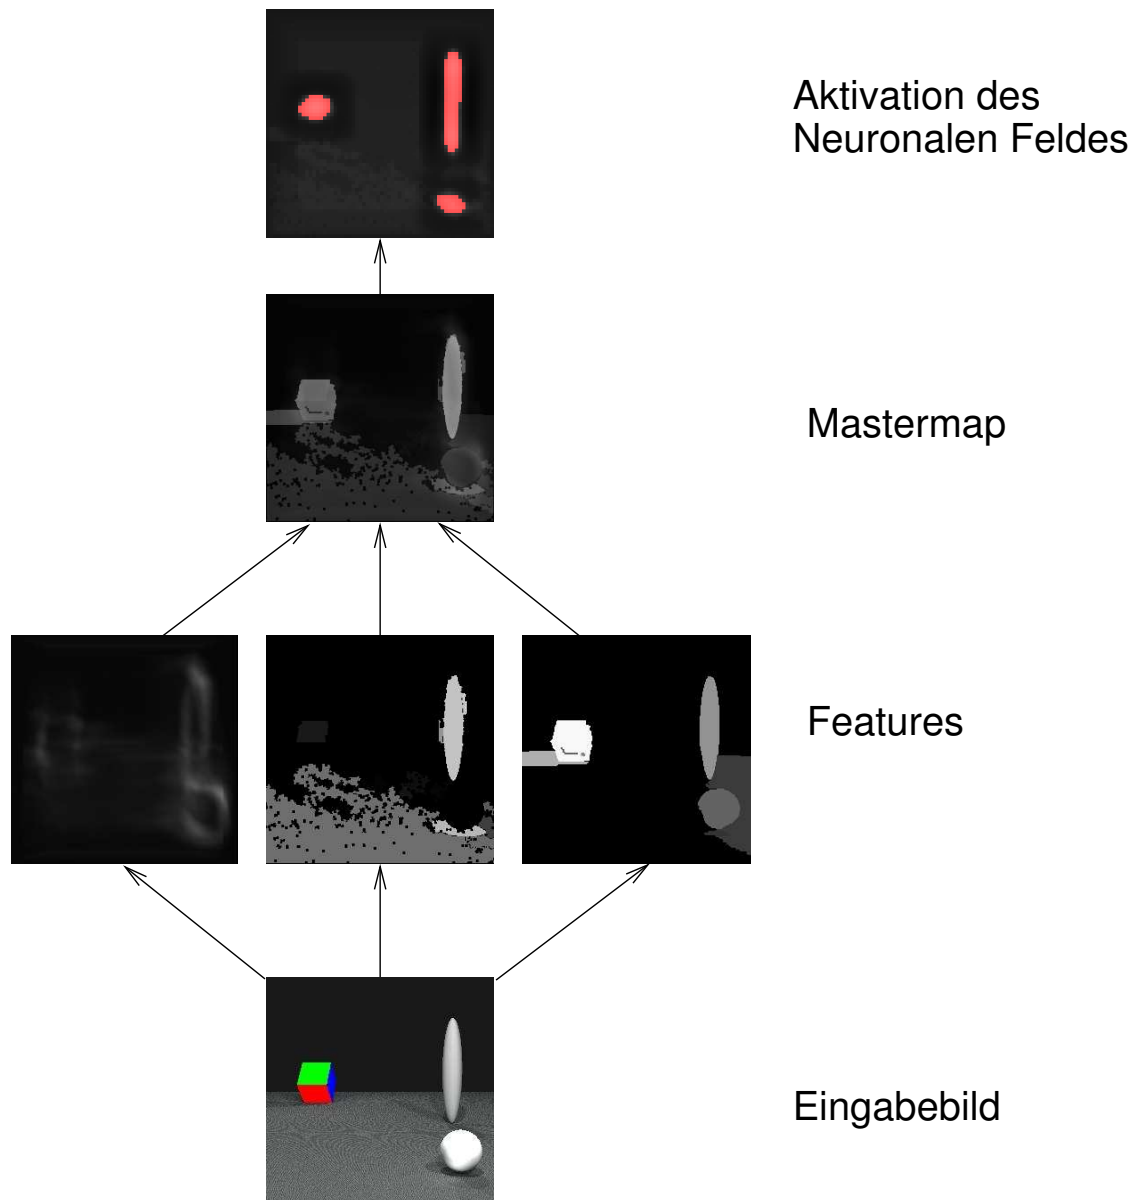 Aktivation des
Neuronalen Feldes
Mastermap
Features
Eingabebild